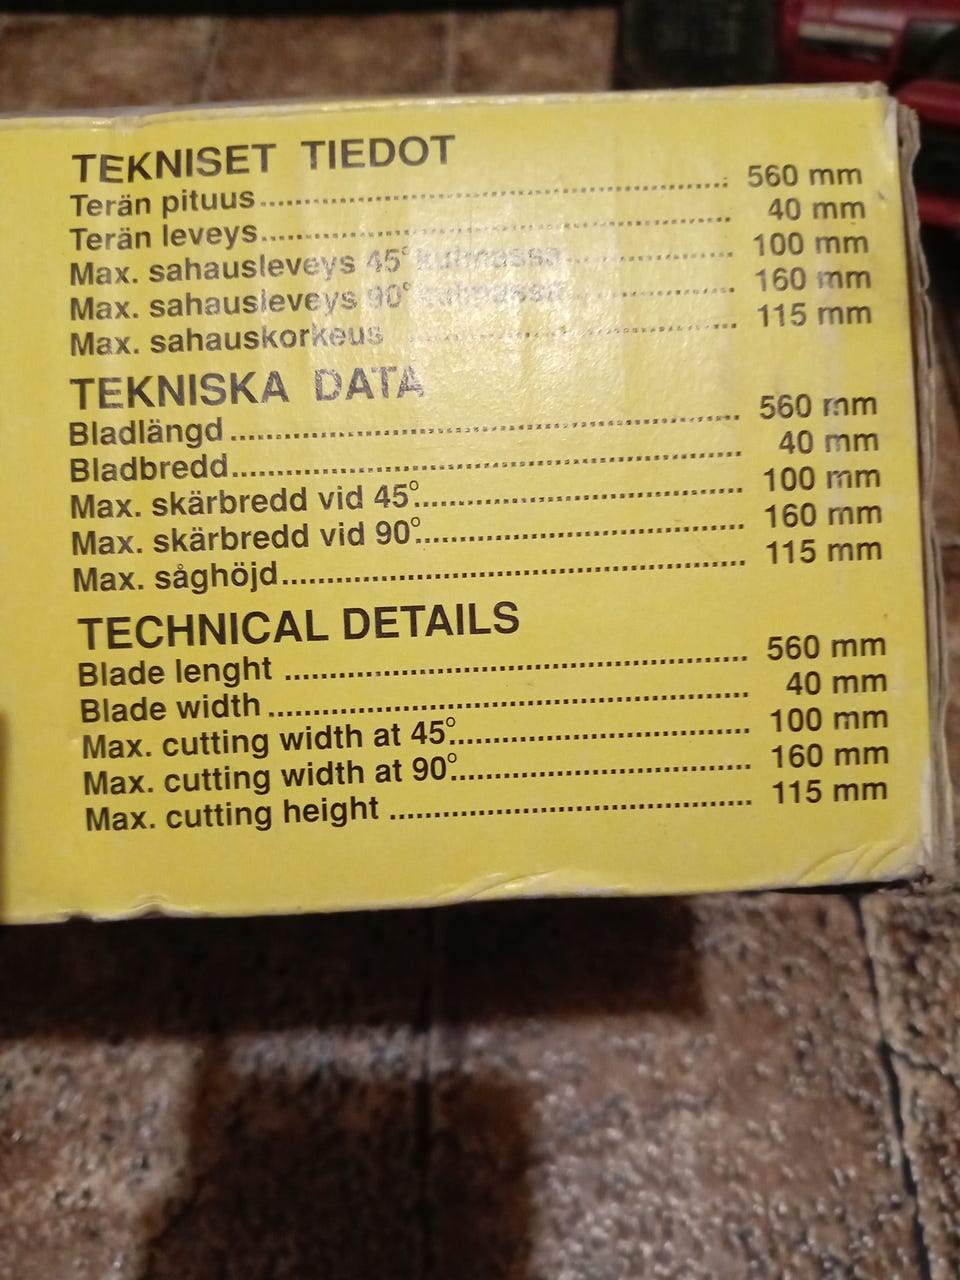 TEKNISET TIEDOT
Terän pituus........................................................ 560 mm
Terän leveys........................................................ 40 mm
Max. sahausleveys 45° kulmassa.................... 100 mm
Max. sahausleveys 90° kulmassa.................... 160 mm
Max. sahauskorkeus ........................................ 115 mm
TEKNISKA DATA
Bladlängd ............................................................ 560 mm
Bladbredd............................................................ 40 mm
Max. skärbredd vid 45°...................................... 100 mm
Max. skärbredd vid 90°...................................... 160 mm
Max. såghöjd...................................................... 115 mm
TECHNICAL DETAILS
Blade lenght ...................................................... 560 mm
Blade width ........................................................ 40 mm
Max. cutting width at 45°.................................. 100 mm
Max. cutting width at 90°.................................. 160 mm
Max. cutting height .......................................... 115 mm